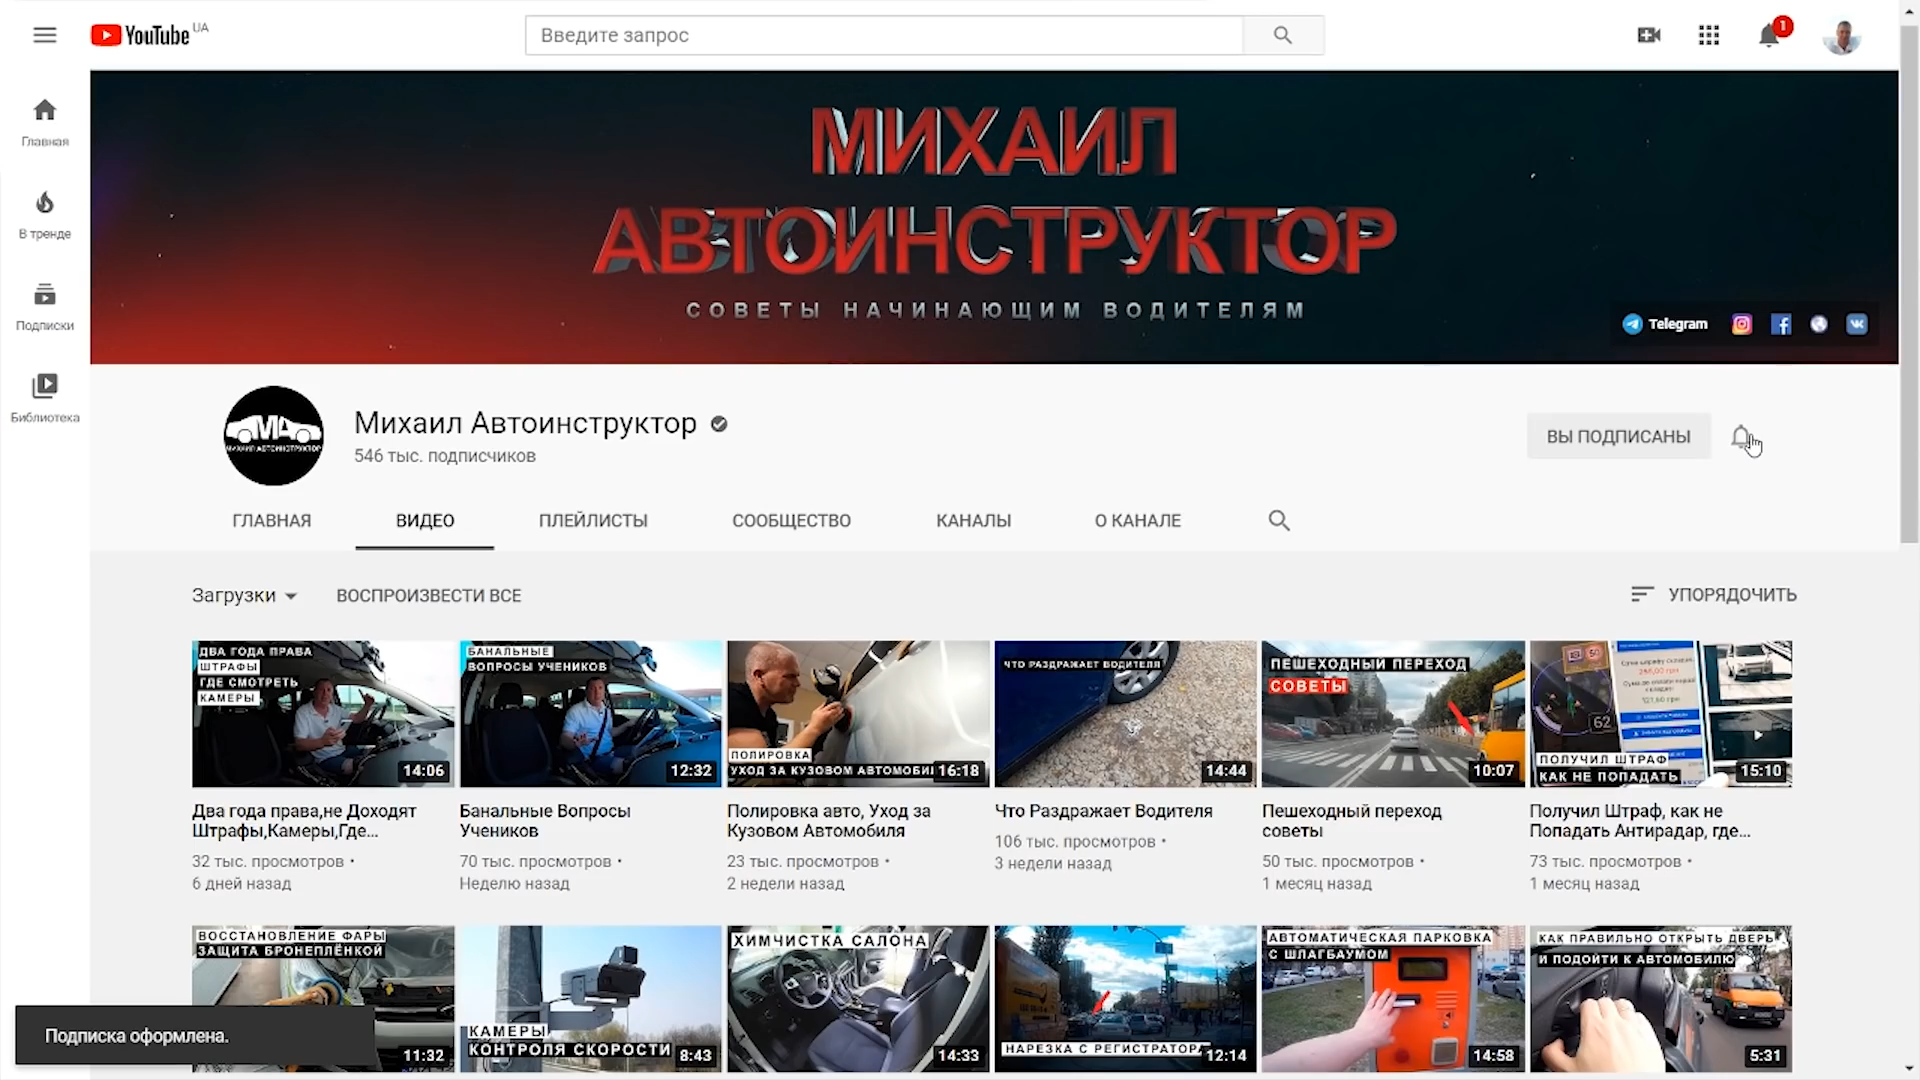 YouTube UA
Введите запрос
1
Главная
В тренде
Подписки
Библиотека
МИХАИЛ
АВТОИНСТРУКТОР
СОВЕТЫ НАЧИНАЮЩИМ ВОДИТЕЛЯМ
Telegram
МА
МИХАИЛ АВТОИНСТРУКТОР
Михаил Автоинструктор
546 тыс. подписчиков
ВЫ ПОДПИСАНЫ
ГЛАВНАЯ ВИДЕО ПЛЕЙЛИСТЫ СООБЩЕСТВО КАНАЛЫ О КАНАЛЕ
Загрузки ВОСПРОИЗВЕСТИ ВСЕ УПОРЯДОЧИТЬ
ДВА ГОДА ПРАВА
ШТРАФЫ
ГДЕ СМОТРЕТЬ
КАМЕРЫ
14:06
Два года права,не Доходят
Штрафы,Камеры,Где...
32 тыс. просмотров •
6 дней назад
БАНАЛЬНЫЕ
ВОПРОСЫ УЧЕНИКОВ
12:32
Банальные Вопросы
Учеников
70 тыс. просмотров •
Неделю назад
ПОЛИРОВКА
УХОД ЗА КУЗОВОМ АВТОМОБИ
16:18
Полировка авто, Уход за
Кузовом Автомобиля
23 тыс. просмотров •
2 недели назад
ЧТО РАЗДРАЖАЕТ ВОДИТЕЛЯ
14:44
Что Раздражает Водителя
106 тыс. просмотров •
3 недели назад
ПЕШЕХОДНЫЙ ПЕРЕХОД
СОВЕТЫ
10:07
Пешеходный переход
советы
50 тыс. просмотров •
1 месяц назад
50
62
ПОЛУЧИЛ ШТРАФ
КАК НЕ ПОПАДАТЬ
15:10
Получил Штраф, как не
Попадать Антирадар, где...
73 тыс. просмотров •
1 месяц назад
ВОССТАНОВЛЕНИЕ ФАРЫ
ЗАЩИТА БРОНЕПЛЁНКОЙ
11:32
КАМЕРЫ
КОНТРОЛЯ СКОРОСТИ
8:43
ХИМЧИСТКА САЛОНА
14:33
НАРЕЗКА С РЕГИСТРАТОРА
12:14
АВТОМАТИЧЕСКАЯ ПАРКОВКА
С ШЛАГБАУМОМ
14:58
КАК ПРАВИЛЬНО ОТКРЫТЬ ДВЕРЬ
И ПОДОЙТИ К АВТОМОБИЛЮ
5:31
Подписка оформлена.